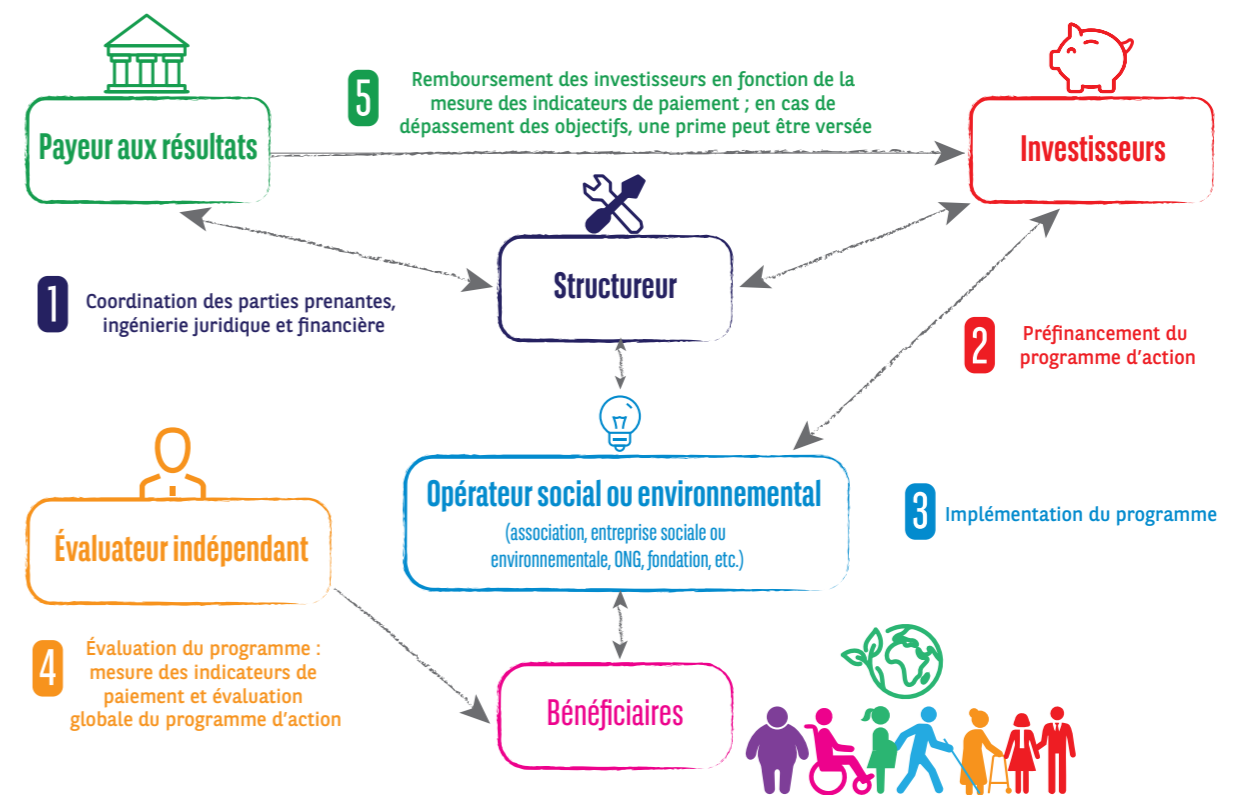 Payeur aux résultats
5
Remboursement des investisseurs en fonction de la
mesure des indicateurs de paiement ; en cas de
dépassement des objectifs, une prime peut être versée
Investisseurs
Structureur
1
Coordination des parties prenantes,
ingénierie juridique et financière
2
Préfinancement du
programme d’action
Opérateur social ou environnemental
(association, entreprise sociale ou
environnementale, ONG, fondation, etc.)
3
Implémentation du programme
Évaluateur indépendant
4
Évaluation du programme :
mesure des indicateurs de
paiement et évaluation
globale du programme d’action
Bénéficiaires